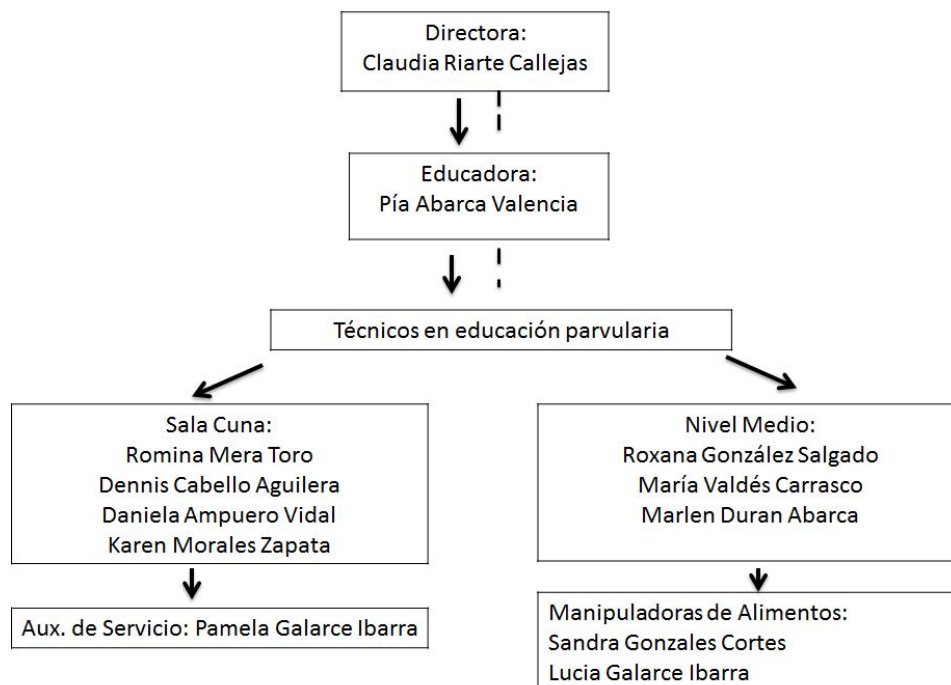 Directora:
Claudia Riarte Callejas
Educadora:
Pía Abarca Valencia
Técnicos en educación parvularia
Sala Cuna:
Romina Mera Toro
Dennis Cabello Aguilera
Daniela Ampuero Vidal
Karen Morales Zapata
Nivel Medio:
Roxana González Salgado
María Valdés Carrasco
Marlen Duran Abarca
Aux. de Servicio: Pamela Galarce Ibarra
Manipuladoras de Alimentos:
Sandra Gonzales Cortes
Lucia Galarce Ibarra